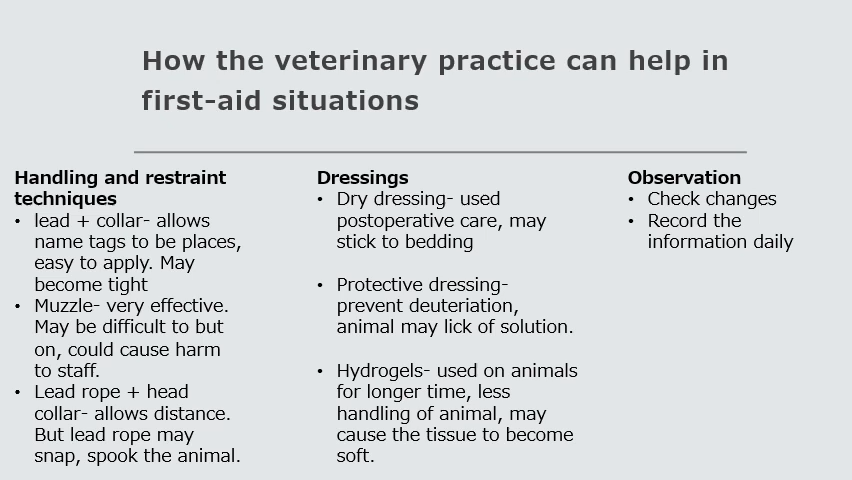 How the veterinary practice can help in
first-aid situations
Handling and restraint
techniques
• lead + collar- allows
name tags to be places,
easy to apply. May
become tight
• Muzzle- very effective.
May be difficult to but
on, could cause harm
to staff.
• Lead rope + head
collar- allows distance.
But lead rope may
snap, spook the animal.
Dressings
• Dry dressing- used
postoperative care, may
stick to bedding
• Protective dressing-
prevent deuteriation,
animal may lick of solution.
• Hydrogels- used on animals
for longer time, less
handling of animal, may
cause the tissue to become
soft.
Observation
• Check changes
• Record the
information daily